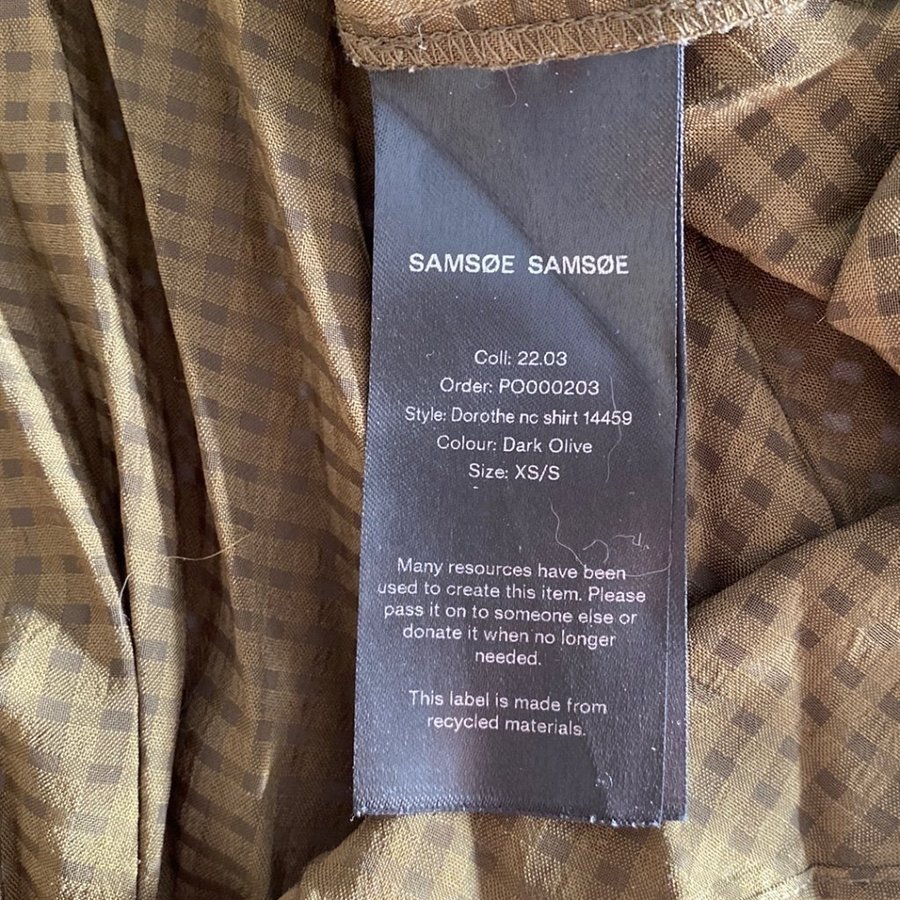 SAMSØE SAMSØE
Coll: 22.03
Order: PO000203
Style: Dorothe nc shirt 14459
Colour: Dark Olive
Size: XS/S
Many resources have been
used to create this item. Please
pass it on to someone else or
donate it when no longer
needed.
This label is made from
recycled materials.